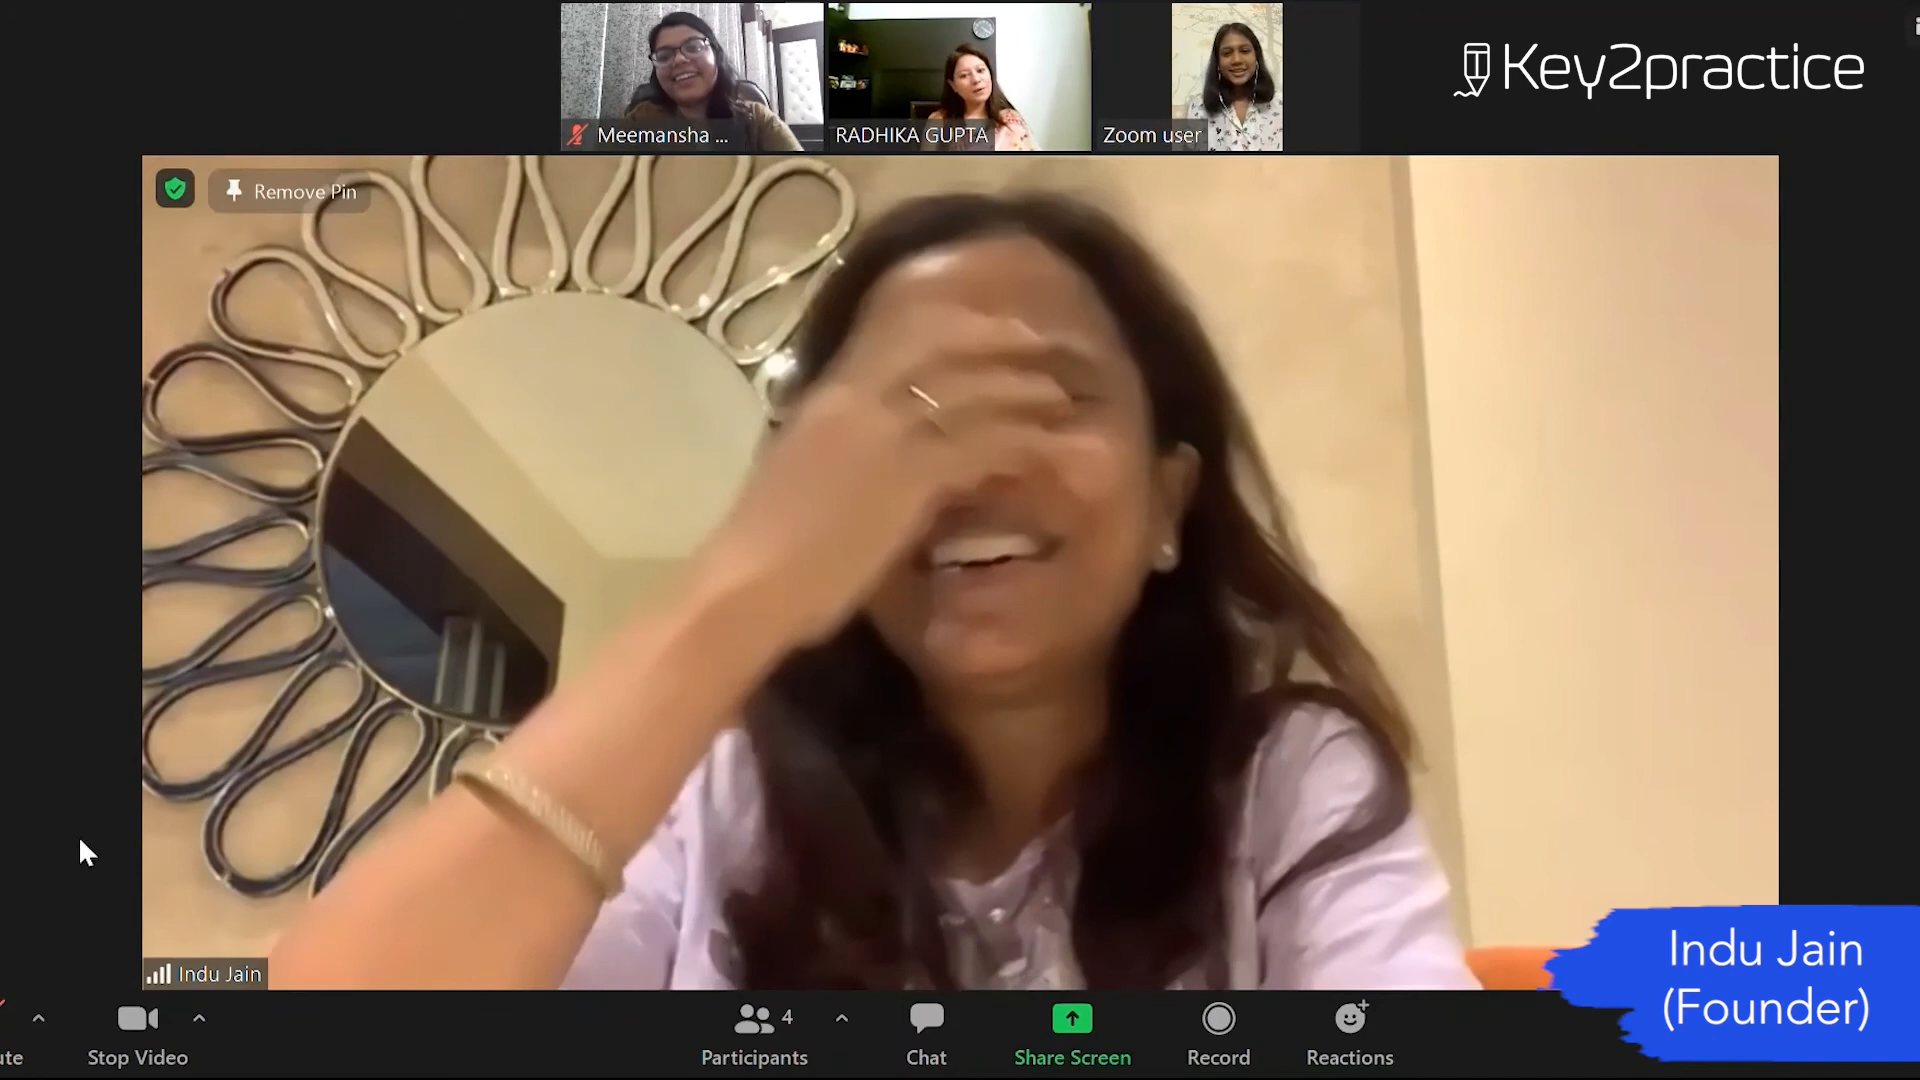 Meemansha ...
RADHIKA GUPTA
Zoom user
Key2practice
Remove Pin
Indu Jain
Indu Jain
(Founder)
ute
Stop Video
4
Participants
Chat
Share Screen
Record
Reactions